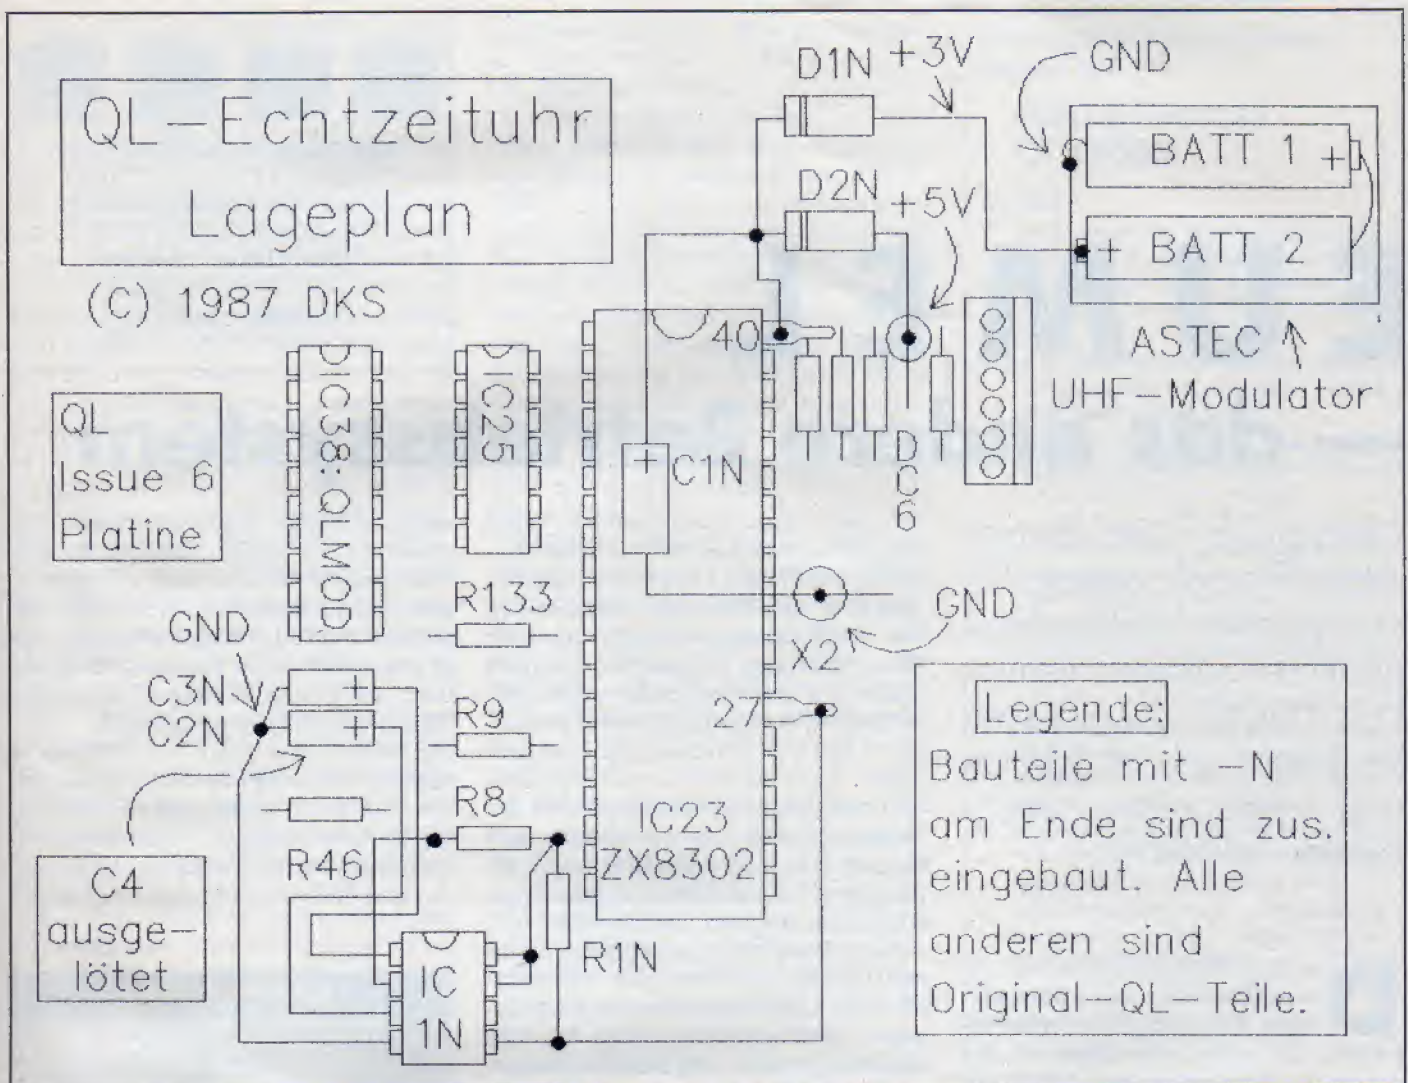 QL-Echtzeituhr
Lageplan
(C) 1987 DKS
QL
Issue 6
Platine
D1N
+3V
GND
BATT 1 +
D2N
+5V
+ BATT 2
ASTEC
UHF-Modulator
40
IC38: QLMOD
IC25
+
C1N
TDTD
C
6
R133
GND
X2
GND
C3N
+
C2N
+
R9
27
R46
R8
IC23
ZX8302
C4
ausge-
lötet
R1N
IC
1N
Legende:
Bauteile mit -N
am Ende sind zus.
eingebaut. Alle
anderen sind
Original-QL-Teile.